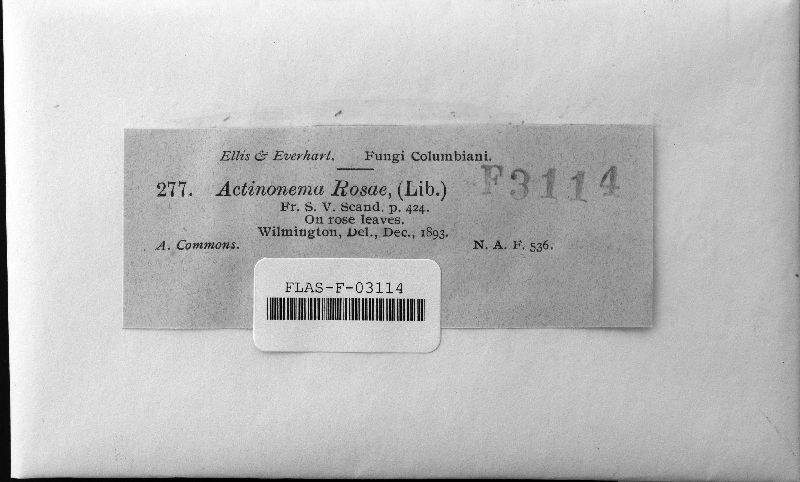 Ellis & Everhart. Fungi Columbiani.
277. Actinonema Rosae, (Lib.) F3114
Fr. S. V. Scand. p. 424.
On rose leaves.
Wilmington, Del., Dec., 1893.
A. Commons. N. A. F. 536.
FLAS-F-03114